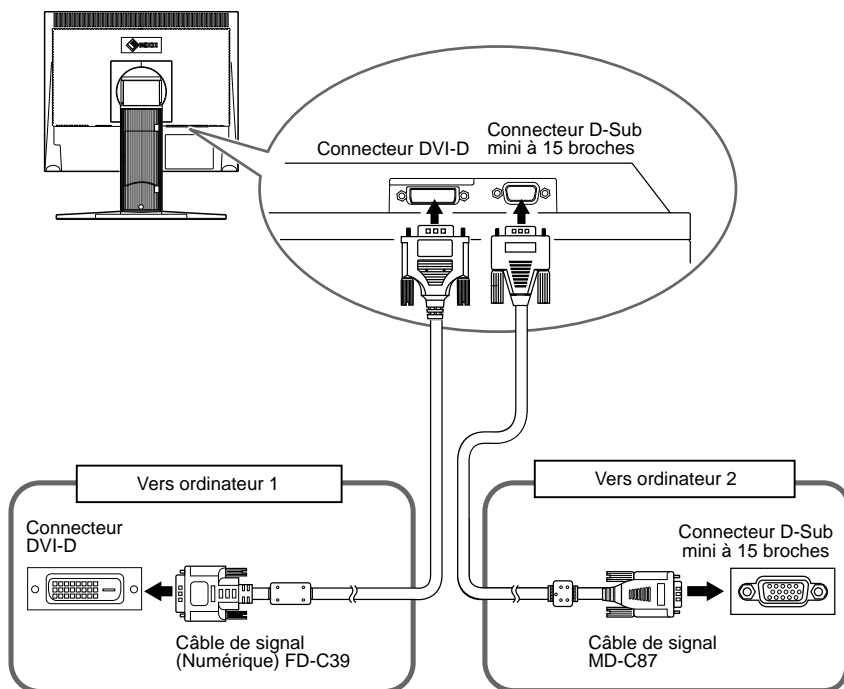 Connecteur DVI-D
Connecteur D-Sub
mini à 15 broches
Vers ordinateur 1
Connecteur
DVI-D
Câble de signal
(Numérique) FD-C39
Vers ordinateur 2
Connecteur D-Sub
mini à 15 broches
Câble de signal
MD-C87